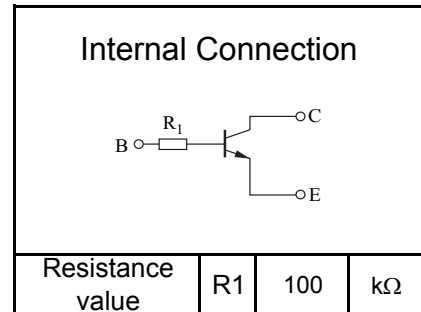 Internal Connection
C
R1
B
E
Resistance value R1 100 kΩ